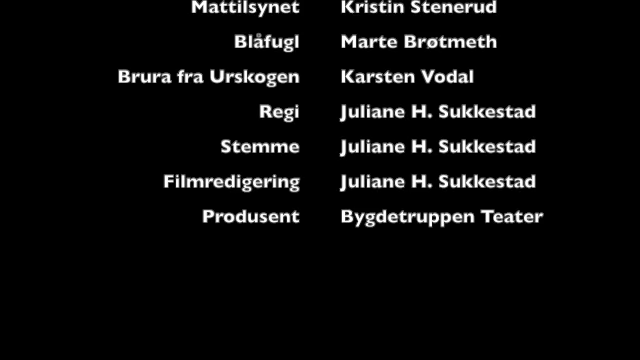 Mattilsynet Kristin Stenerud
Blåfugl Marte Brøtmeth
Brura fra Urskogen Karsten Vodal
Regi Juliane H. Sukkestad
Stemme Juliane H. Sukkestad
Filmredigering Juliane H. Sukkestad
Produsent Bygdetruppen Teater